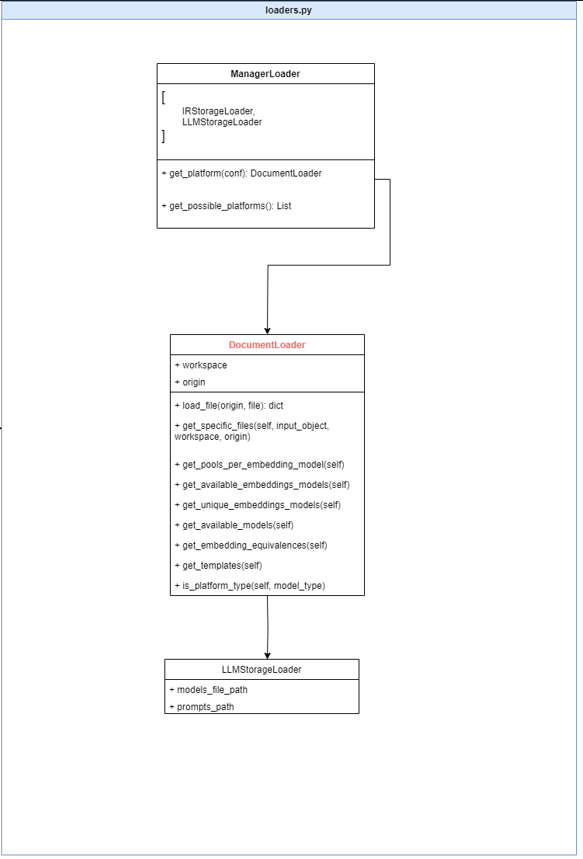 loaders.py
ManagerLoader
[
IRStorageLoader,
LLMStorageLoader
]
+ get_platform(conf): DocumentLoader
+ get_possible_platforms(): List
DocumentLoader
+ workspace
+ origin
+ load_file(origin, file): dict
+ get_specific_files(self, input_object,
workspace, origin)
+ get_pools_per_embedding_model(self)
+ get_available_embeddings_models(self)
+ get_unique_embeddings_models(self)
+ get_available_models(self)
+ get_embedding_equivalences(self)
+ get_templates(self)
+ is_platform_type(self, model_type)
LLMStorageLoader
+ models_file_path
+ prompts_path